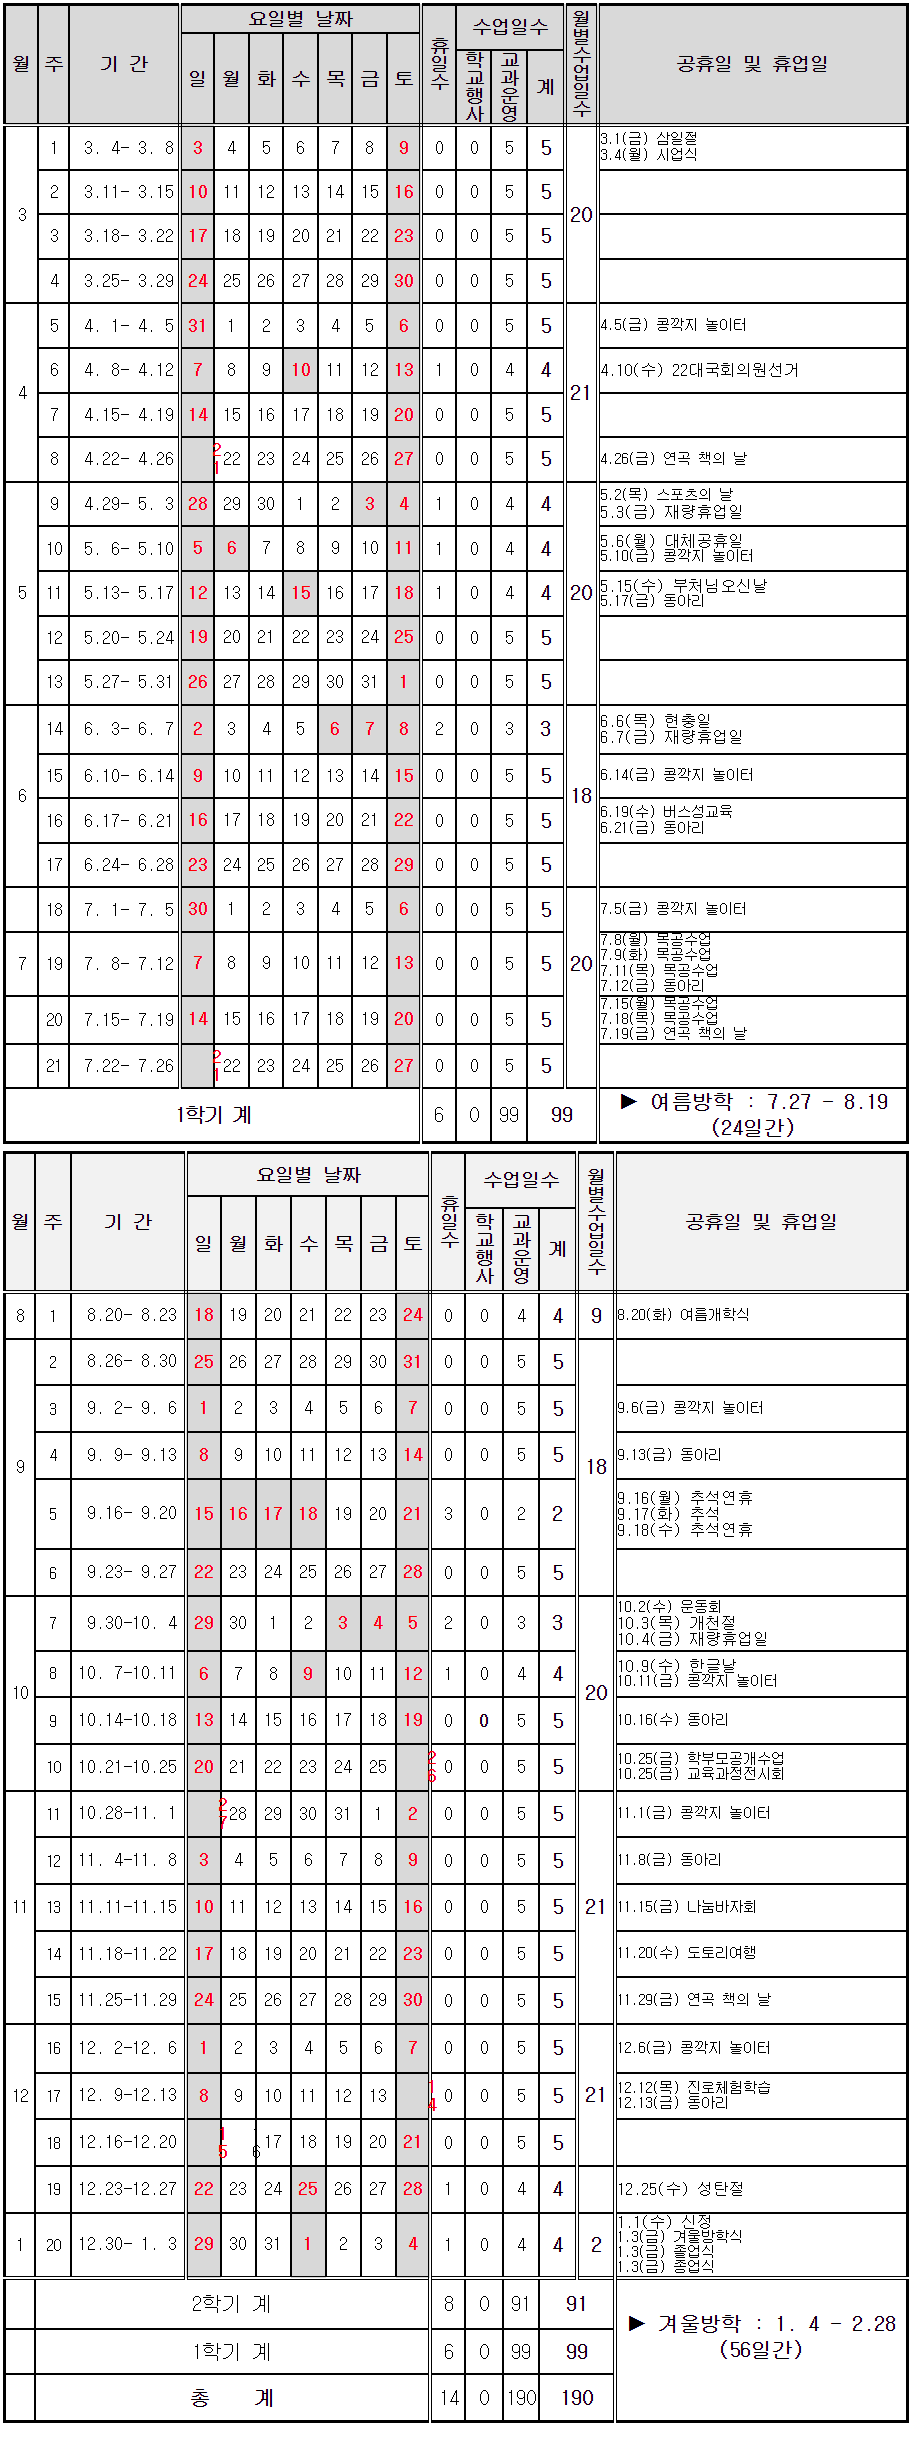 월 주 기 간 요일별 날짜 휴일수 수업일수 월별수업일수 공휴일 및 휴업일
일 월 화 수 목 금 토 학교행사 교과운영 계
3 1 3. 4- 3. 8 3 4 5 6 7 8 9 0 0 5 5 20 3.1(금) 삼일절
3.4(월) 시업식
2 3.11- 3.15 10 11 12 13 14 15 16 0 0 5 5
3 3.18- 3.22 17 18 19 20 21 22 23 0 0 5 5
4 3.25- 3.29 24 25 26 27 28 29 30 0 0 5 5
4 5 4. 1- 4. 5 31 1 2 3 4 5 6 0 0 5 5 21 4.5(금) 콩깍지 놀이터
6 4. 8- 4.12 7 8 9 10 11 12 13 1 0 4 4 4.10(수) 22대국회의원선거
7 4.15- 4.19 14 15 16 17 18 19 20 0 0 5 5
8 4.22- 4.26 21 22 23 24 25 26 27 0 0 5 5 4.26(금) 연곡 책의 날
5 9 4.29- 5. 3 28 29 30 1 2 3 4 1 0 4 4 20 5.2(목) 스포츠의 날
5.3(금) 재량휴업일
10 5. 6- 5.10 5 6 7 8 9 10 11 1 0 4 4 5.6(월) 대체공휴일
5.10(금) 콩깍지 놀이터
11 5.13- 5.17 12 13 14 15 16 17 18 1 0 4 4 5.15(수) 부처님오신날
5.17(금) 동아리
12 5.20- 5.24 19 20 21 22 23 24 25 0 0 5 5
13 5.27- 5.31 26 27 28 29 30 31 1 0 0 5 5
6 14 6. 3- 6. 7 2 3 4 5 6 7 8 2 0 3 3 18 6.6(목) 현충일
6.7(금) 재량휴업일
15 6.10- 6.14 9 10 11 12 13 14 15 0 0 5 5 6.14(금) 콩깍지 놀이터
16 6.17- 6.21 16 17 18 19 20 21 22 0 0 5 5 6.19(수) 버스성교육
6.21(금) 동아리
17 6.24- 6.28 23 24 25 26 27 28 29 0 0 5 5
7 18 7. 1- 7. 5 30 1 2 3 4 5 6 0 0 5 5 20 7.5(금) 콩깍지 놀이터
19 7. 8- 7.12 7 8 9 10 11 12 13 0 0 5 5 7.8(월) 목공수업
7.9(화) 목공수업
7.11(목) 목공수업
7.12(금) 동아리
20 7.15- 7.19 14 15 16 17 18 19 20 0 0 5 5 7.15(월) 목공수업
7.18(목) 목공수업
7.19(금) 연곡 책의 날
21 7.22- 7.26 21 22 23 24 25 26 27 0 0 5 5
1학기 계 6 0 99 99 ▶ 여름방학 : 7.27 - 8.19
(24일간)
월 주 기 간 요일별 날짜 휴일수 수업일수 월별수업일수 공휴일 및 휴업일
일 월 화 수 목 금 토 학교행사 교과운영 계
8 1 8.20- 8.23 18 19 20 21 22 23 24 0 0 4 4 9 8.20(화) 여름개학식
9 2 8.26- 8.30 25 26 27 28 29 30 31 0 0 5 5 18
3 9. 2- 9. 6 1 2 3 4 5 6 7 0 0 5 5 9.6(금) 콩깍지 놀이터
4 9. 9- 9.13 8 9 10 11 12 13 14 0 0 5 5 9.13(금) 동아리
5 9.16- 9.20 15 16 17 18 19 20 21 3 0 2 2 9.16(월) 추석연휴
9.17(화) 추석
9.18(수) 추석연휴
6 9.23- 9.27 22 23 24 25 26 27 28 0 0 5 5
10 7 9.30-10. 4 29 30 1 2 3 4 5 2 0 3 3 20 10.2(수) 운동회
10.3(목) 개천절
10.4(금) 재량휴업일
8 10. 7-10.11 6 7 8 9 10 11 12 1 0 4 4 10.9(수) 한글날
10.11(금) 콩깍지 놀이터
9 10.14-10.18 13 14 15 16 17 18 19 0 0 5 5 10.16(수) 동아리
10 10.21-10.25 20 21 22 23 24 25 26 0 0 5 5 10.25(금) 학부모공개수업
10.25(금) 교육과정전시회
11 11 10.28-11. 1 27 28 29 30 31 1 2 0 0 5 5 21 11.1(금) 콩깍지 놀이터
12 11. 4-11. 8 3 4 5 6 7 8 9 0 0 5 5 11.8(금) 동아리
13 11.11-11.15 10 11 12 13 14 15 16 0 0 5 5 11.15(금) 나눔바자회
14 11.18-11.22 17 18 19 20 21 22 23 0 0 5 5 11.20(수) 도토리여행
15 11.25-11.29 24 25 26 27 28 29 30 0 0 5 5 11.29(금) 연곡 책의 날
12 16 12. 2-12. 6 1 2 3 4 5 6 7 0 0 5 5 21 12.6(금) 콩깍지 놀이터
17 12. 9-12.13 8 9 10 11 12 13 14 0 0 5 5 12.12(목) 진로체험학습
12.13(금) 동아리
18 12.16-12.20 15 16 17 18 19 20 21 0 0 5 5
19 12.23-12.27 22 23 24 25 26 27 28 1 0 4 4 12.25(수) 성탄절
1 20 12.30- 1. 3 29 30 31 1 2 3 4 1 0 4 4 2 1.1(수) 신정
1.3(금) 겨울방학식
1.3(금) 졸업식
1.3(금) 종업식
2학기 계 8 0 91 91 ▶ 겨울방학 : 1. 4 - 2.28
(56일간)
1학기 계 6 0 99 99
총 계 14 0 190 190